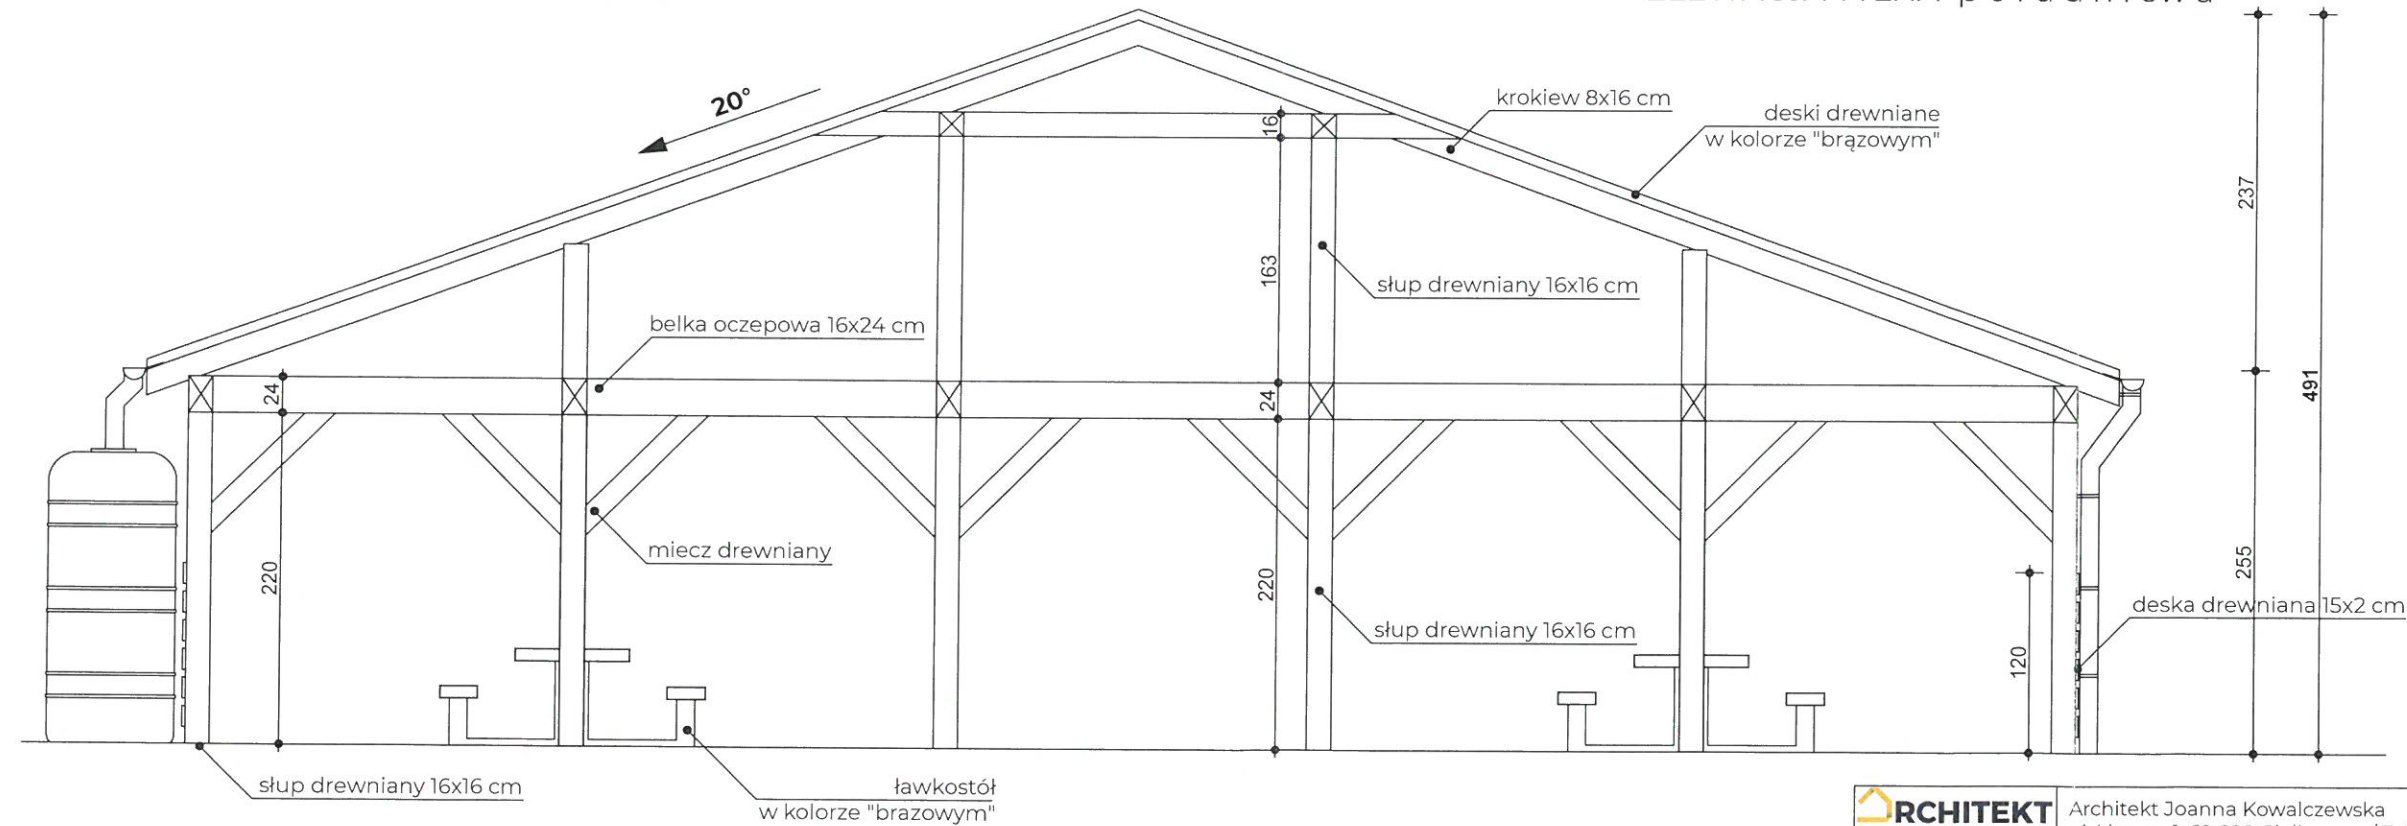 20°
krokiew 8x16 cm
deski drewniane
w kolorze "brązowym"
16
237
163
słup drewniany 16x16 cm
belka oczepowa 16x24 cm
24
24
491
miecz drewniany
220
220
255
deska drewniana 15x2 cm
słup drewniany 16x16 cm
120
słup drewniany 16x16 cm
ławkostół
w kolorze "brazowym"
RCHITEKT
Architekt Joanna Kowalczewska